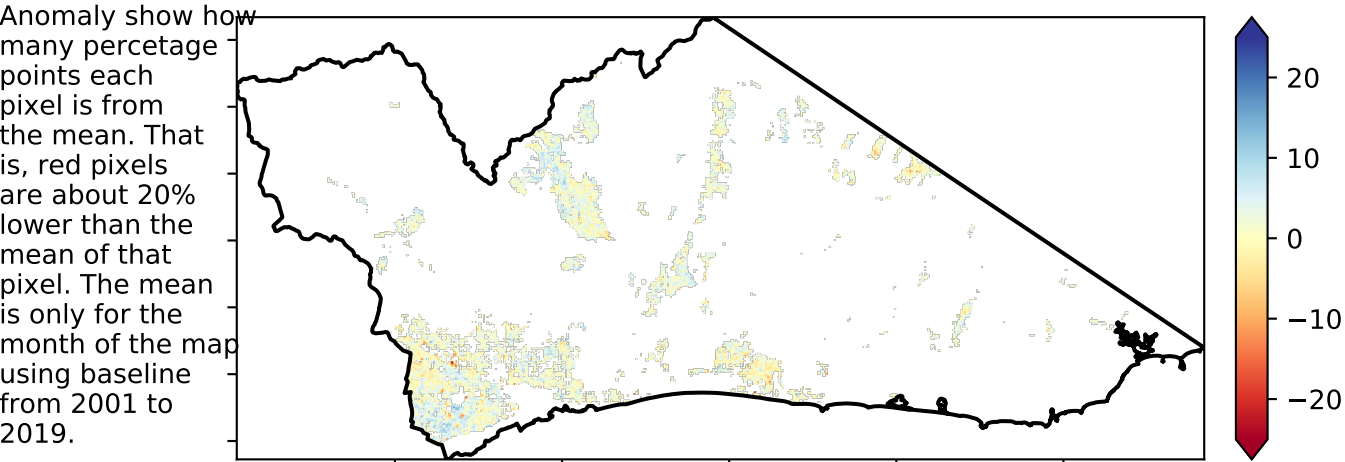 Anomaly show how
many percetage
points each
pixel is from
the mean. That
is, red pixels
are about 20%
lower than the
mean of that
pixel. The mean
is only for the
month of the map
using baseline
from 2001 to
2019.
20
10
0
−10
−20